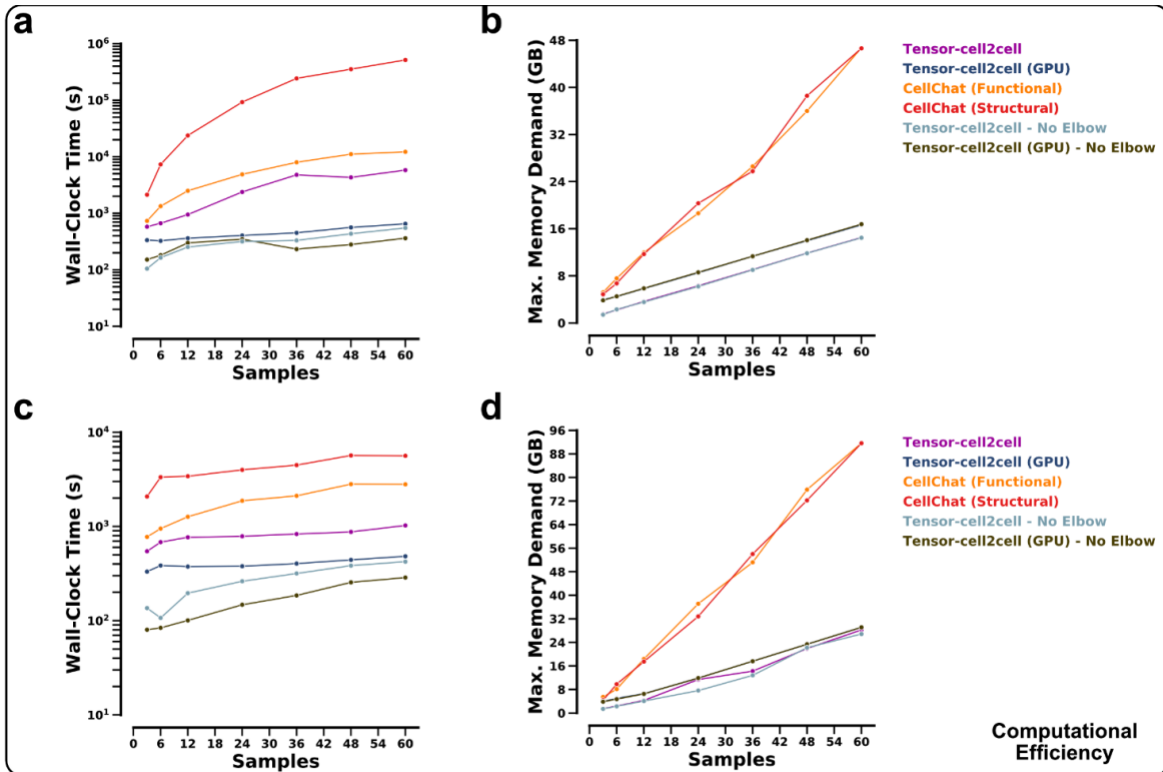 a
Wall-Clock Time (s)
10^6
10^5
10^4
10^3
10^2
10^1
0 6 12 18 24 30 36 42 48 54 60
Samples
b
Max. Memory Demand (GB)
48
40
32
24
16
8
0
0 6 12 18 24 30 36 42 48 54 60
Samples
Tensor-cell2cell
Tensor-cell2cell (GPU)
CellChat (Functional)
CellChat (Structural)
Tensor-cell2cell - No Elbow
Tensor-cell2cell (GPU) - No Elbow
c
Wall-Clock Time (s)
10^4
10^3
10^2
10^1
0 6 12 18 24 30 36 42 48 54 60
Samples
d
Max. Memory Demand (GB)
96
88
80
72
64
56
48
40
32
24
16
8
0
0 6 12 18 24 30 36 42 48 54 60
Samples
Tensor-cell2cell
Tensor-cell2cell (GPU)
CellChat (Functional)
CellChat (Structural)
Tensor-cell2cell - No Elbow
Tensor-cell2cell (GPU) - No Elbow
Computational
Efficiency